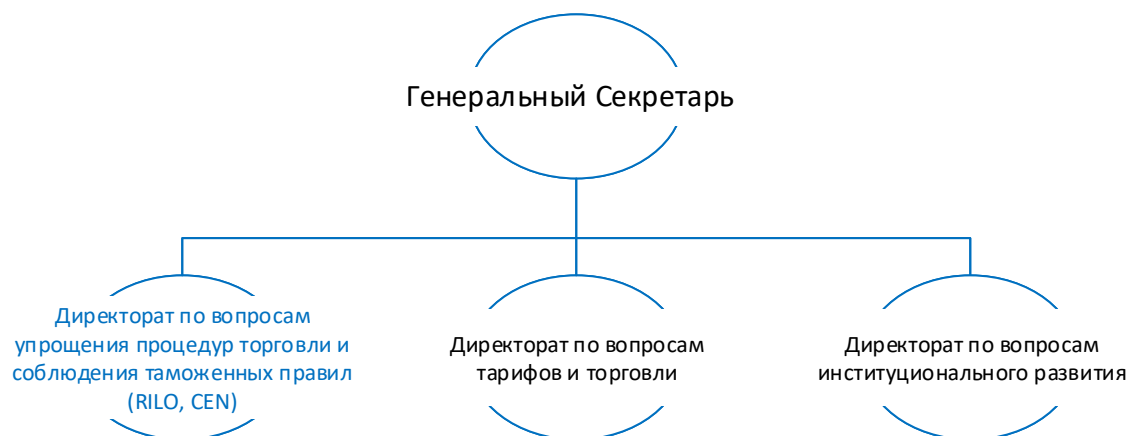 Генеральный Секретарь
Директорат по вопросам
упрощения процедур торговли и
соблюдения таможенных правил
(RILO, CEN)
Директорат по вопросам
тарифов и торговли
Директорат по вопросам
институционального развития